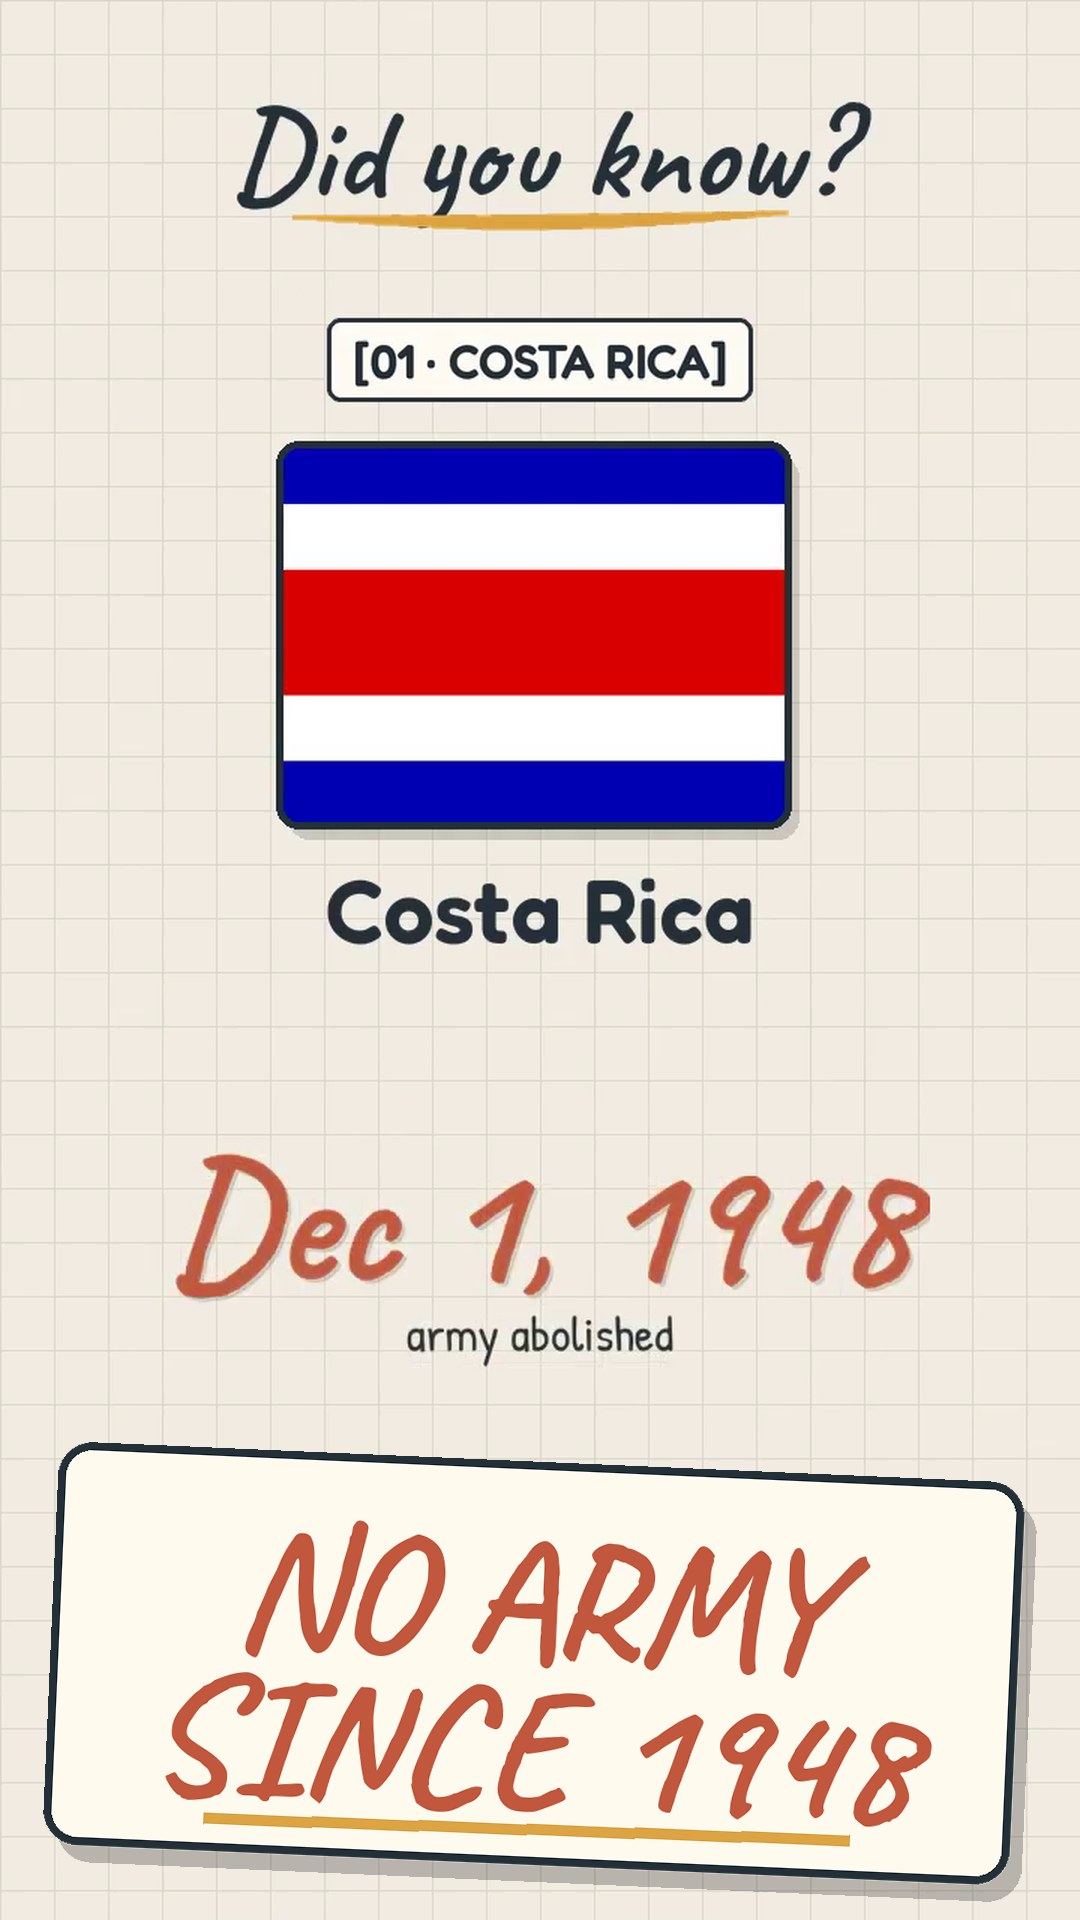 Did you know?
[01 · COSTA RICA]
Costa Rica
Dec 1, 1948
army abolished
NO ARMY
SINCE 1948